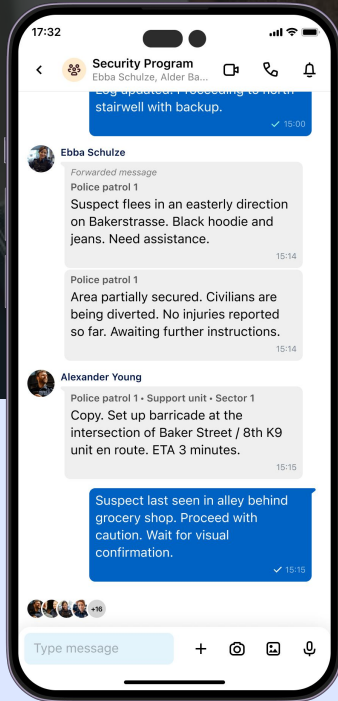 17:32
Security Program
Ebba Schulze, Alder Ba...
Log updated. Proceeding to north
stairwell with backup.
15:00
Ebba Schulze
Forwarded message
Police patrol 1
Suspect flees in an easterly direction
on Bakerstrasse. Black hoodie and
jeans. Need assistance.
15:14
Police patrol 1
Area partially secured. Civilians are
being diverted. No injuries reported
so far. Awaiting further instructions.
15:14
Alexander Young
Police patrol 1 • Support unit • Sector 1
Copy. Set up barricade at the
intersection of Baker Street / 8th K9
unit en route. ETA 3 minutes.
15:15
Suspect last seen in alley behind
grocery shop. Proceed with
caution. Wait for visual
confirmation.
15:15
+16
Type message